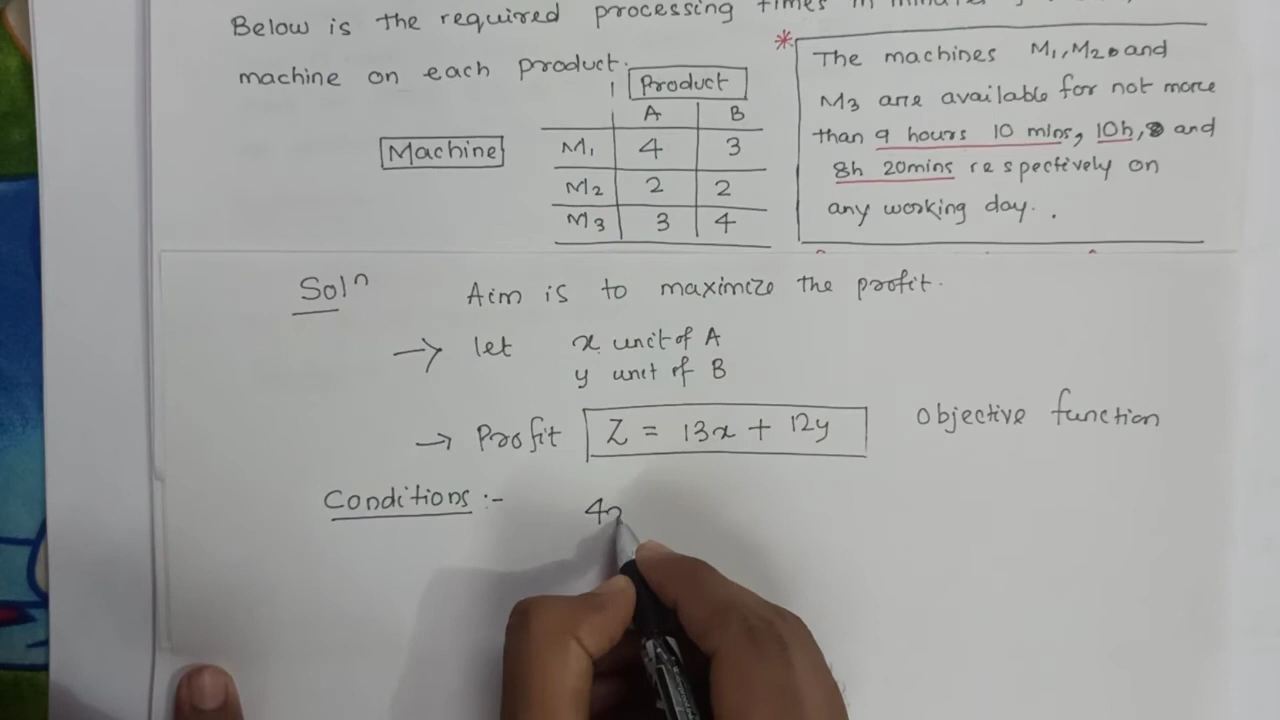 Below is the required processing times in
machine on each product.
Product
A B
Machine
M1 4 3
M2 2 2
M3 3 4
* The machines M1, M2 and
M3 are available for not more
than 9 hours 10 mins, 10h, and
8h 20mins respectively on
any working day.
Soln Aim is to maximize the profit.
→ let x unit of A
y unit of B
→ Profit Z = 13x + 12y Objective function
Conditions :- 4